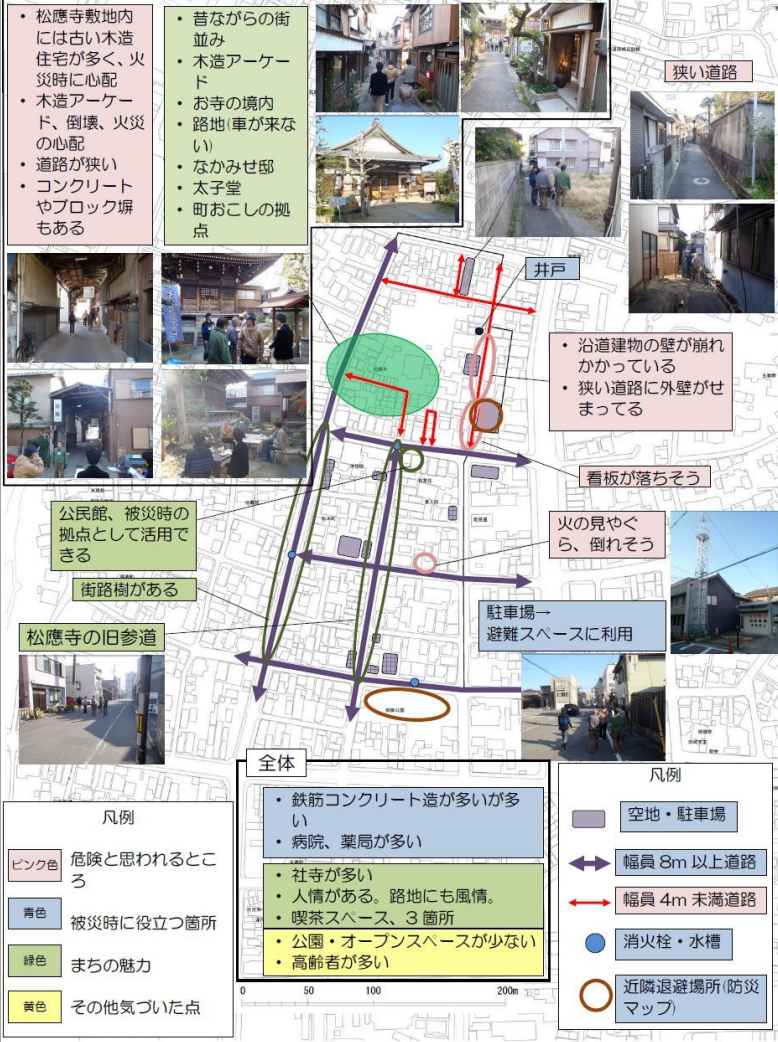 • 松應寺敷地内
には古い木造
住宅が多く、火
災時に心配
• 木造アーケー
ド、倒壊、火災
の心配
• 道路が狭い
• コンクリート
やブロック塀
もある
• 昔ながらの街
並み
• 木造アーケー
ド
• お寺の境内
• 路地(車が来な
い)
• なかみせ邸
• 太子堂
• 町おこしの拠
点
狭い道路
井戸
• 沿道建物の壁が崩れ
かかっている
• 狭い道路に外壁がせ
まってる
看板が落ちそう
公民館、被災時の
拠点として活用で
きる
火の見やぐ
ら、倒れそう
街路樹がある
駐車場→
避難スペースに利用
松應寺の旧参道
全体
• 鉄筋コンクリート造が多いが多
い
• 病院、薬局が多い
• 社寺が多い
• 人情がある。路地にも風情。
• 喫茶スペース、3箇所
• 公園・オープンスペースが少ない
• 高齢者が多い
0 50 100 200m
凡例
ピンク色 危険と思われるとこ
ろ
青色 被災時に役立つ箇所
緑色 まちの魅力
黄色 その他気づいた点
凡例
空地・駐車場
幅員8m以上道路
幅員4m未満道路
消火栓・水槽
近隣退避場所(防災
マップ)